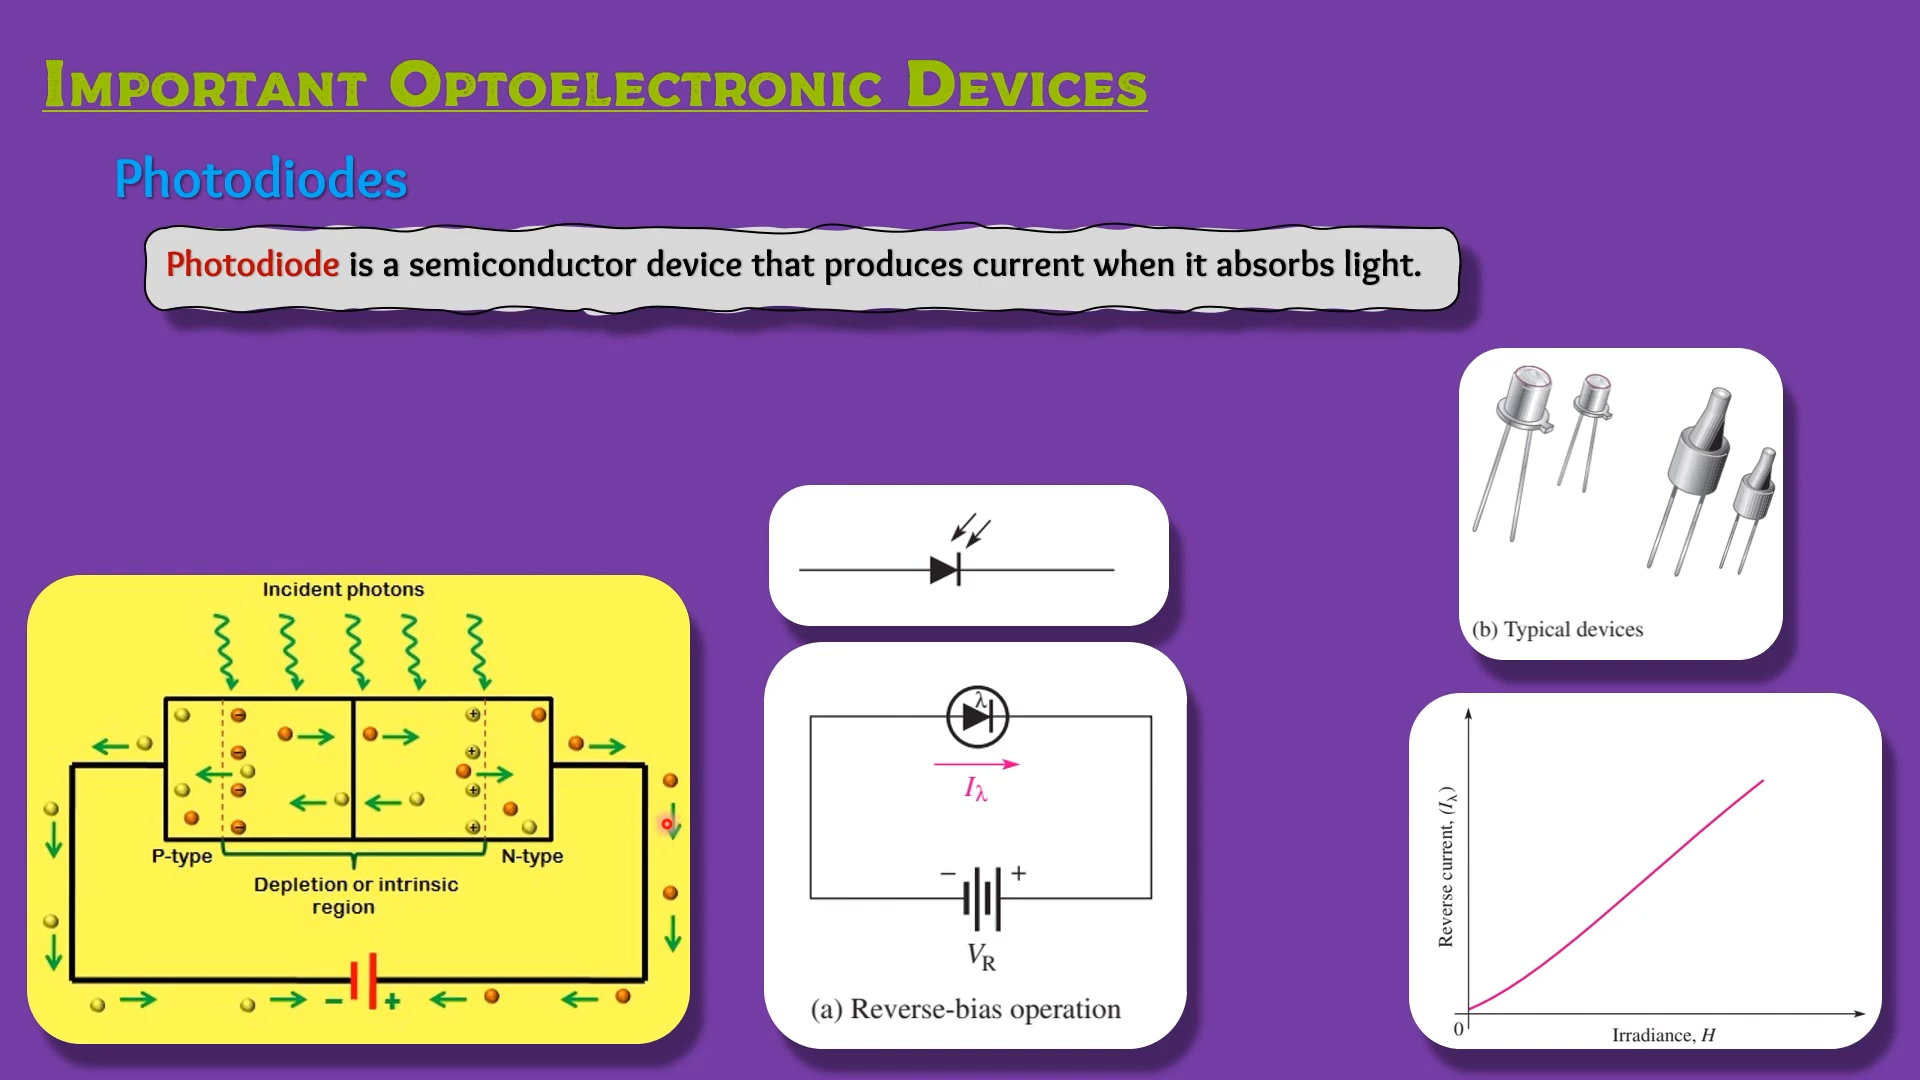 IMPORTANT OPTOELECTRONIC DEVICES
Photodiodes
Photodiode is a semiconductor device that produces current when it absorbs light.
Incident photons
P-type
N-type
Depletion or intrinsic
region
− +
λ
Iλ
− +
VR
(a) Reverse-bias operation
(b) Typical devices
Reverse current, (Iλ)
0
Irradiance, H